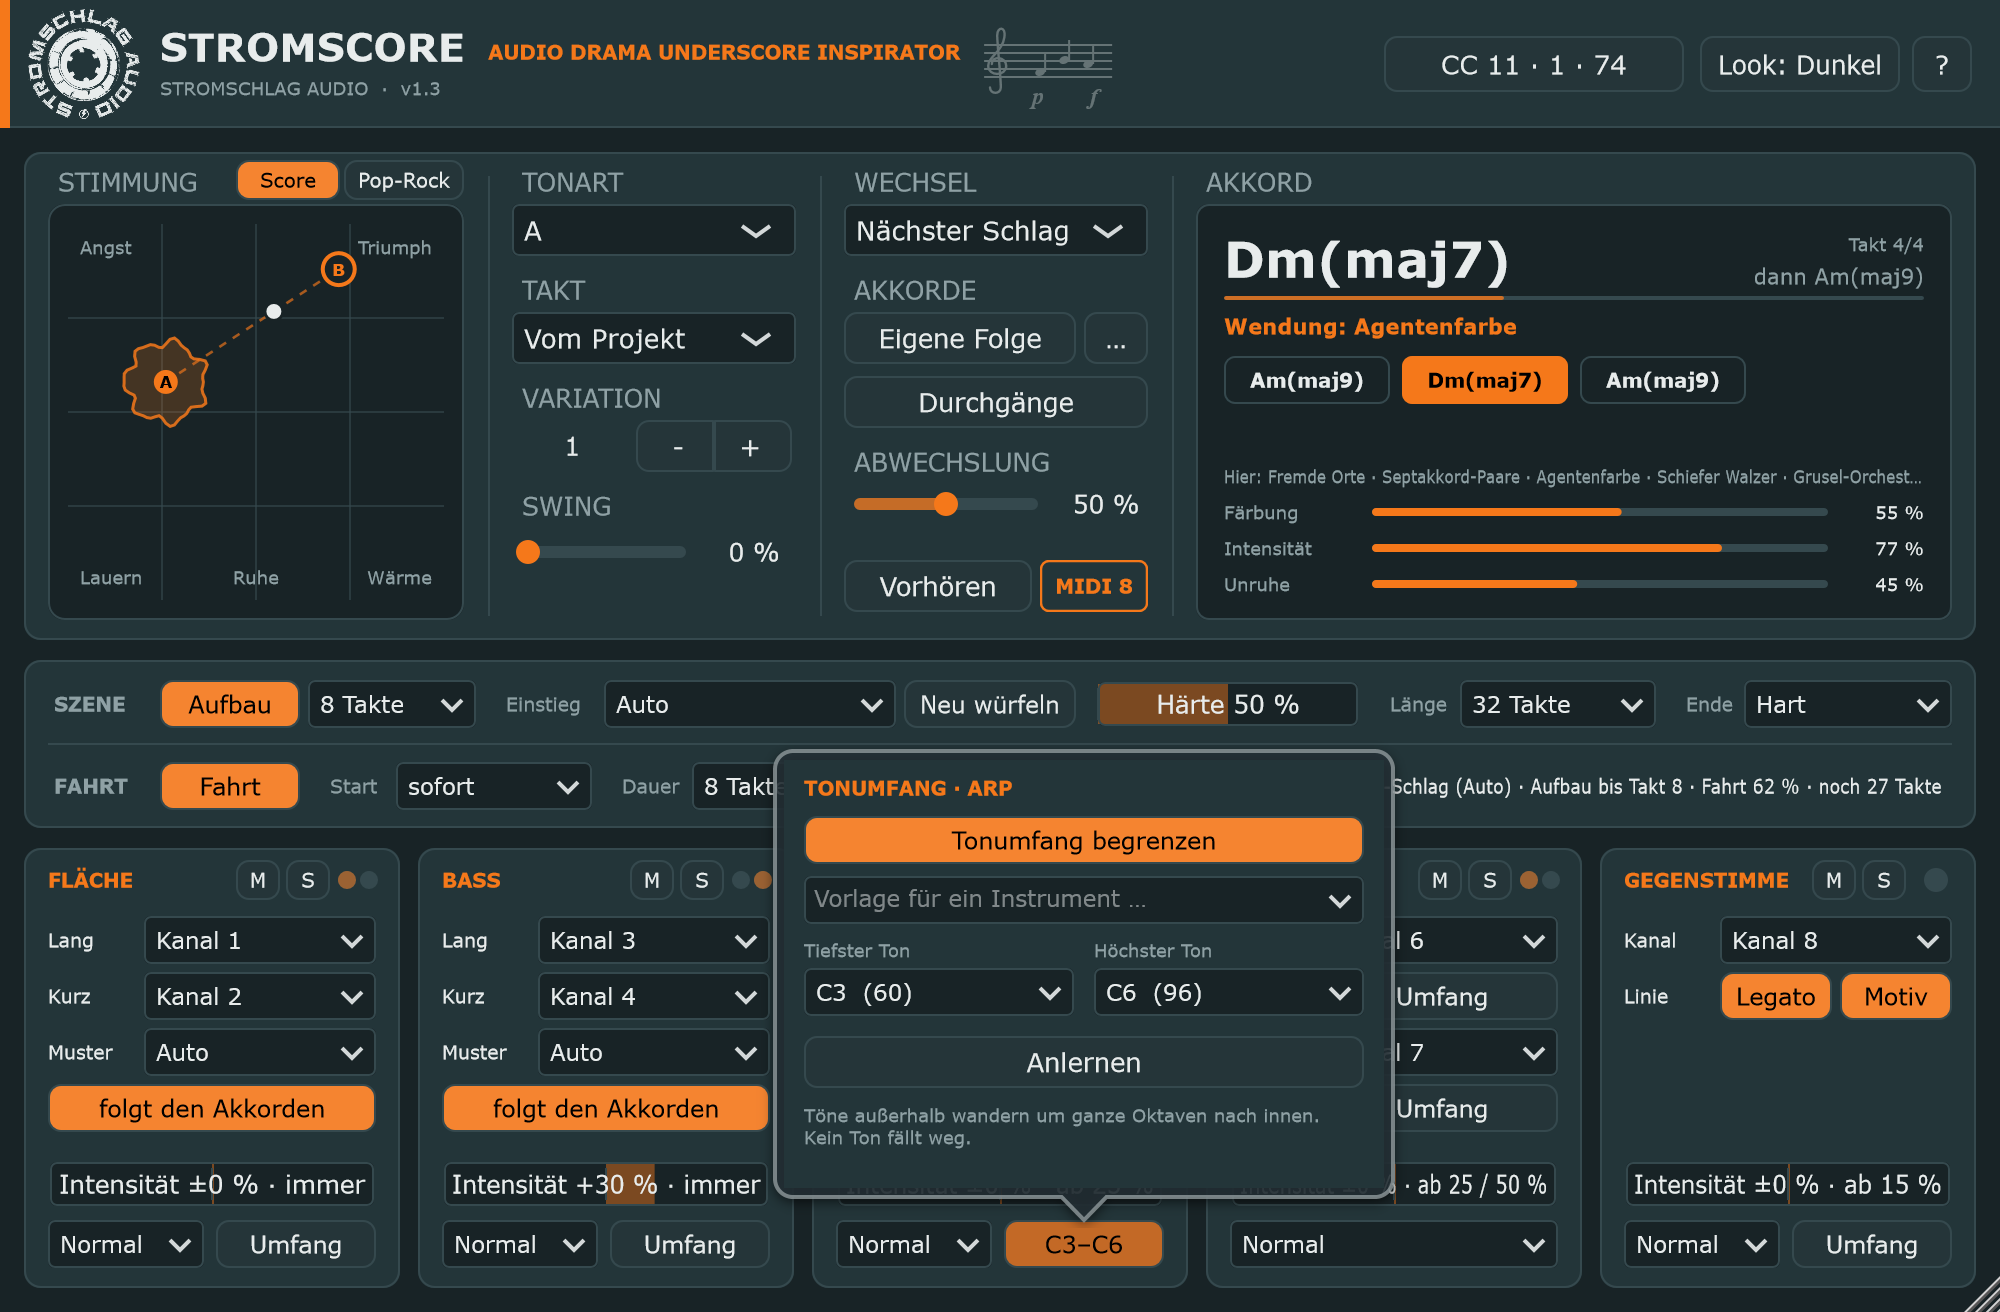 STROMSCHLAG AUDIO
STROMSCORE
AUDIO DRAMA UNDERSCORE INSPIRATOR
STROMSCHLAG AUDIO · v1.3
p f
CC 11 · 1 · 74
Look: Dunkel
?
STIMMUNG
Score
Pop-Rock
Angst
Triumph
B
A
Lauern
Ruhe
Wärme
TONART
A
TAKT
Vom Projekt
VARIATION
1
-
+
SWING
0 %
WECHSEL
Nächster Schlag
AKKORDE
Eigene Folge
...
Durchgänge
ABWECHSLUNG
50 %
Vorhören
MIDI 8
AKKORD
Dm(maj7)
Takt 4/4
dann Am(maj9)
Wendung: Agentenfarbe
Am(maj9)
Dm(maj7)
Am(maj9)
Hier: Fremde Orte · Septakkord-Paare · Agentenfarbe · Schiefer Walzer · Grusel-Orchest...
Färbung 55 %
Intensität 77 %
Unruhe 45 %
SZENE
Aufbau
8 Takte
Einstieg
Auto
Neu würfeln
Härte 50 %
Länge
32 Takte
Ende
Hart
FAHRT
Fahrt
Start
sofort
Dauer
8 Takt
Schlag (Auto) · Aufbau bis Takt 8 · Fahrt 62 % · noch 27 Takte
FLÄCHE
M
S
Lang
Kanal 1
Kurz
Kanal 2
Muster
Auto
folgt den Akkorden
Intensität ±0 % · immer
Normal
Umfang
BASS
M
S
Lang
Kanal 3
Kurz
Kanal 4
Muster
Auto
folgt den Akkorden
Intensität +30 % · immer
Normal
Umfang
TONUMFANG · ARP
Tonumfang begrenzen
Vorlage für ein Instrument ...
Tiefster Ton
Höchster Ton
C3 (60)
C6 (96)
Anlernen
Töne außerhalb wandern um ganze Oktaven nach innen.
Kein Ton fällt weg.
Normal
C3–C6
M
S
l 6
Umfang
l 7
Umfang
· ab 25 / 50 %
Normal
GEGENSTIMME
M
S
Kanal
Kanal 8
Linie
Legato
Motiv
Intensität ±0 % · ab 15 %
Normal
Umfang